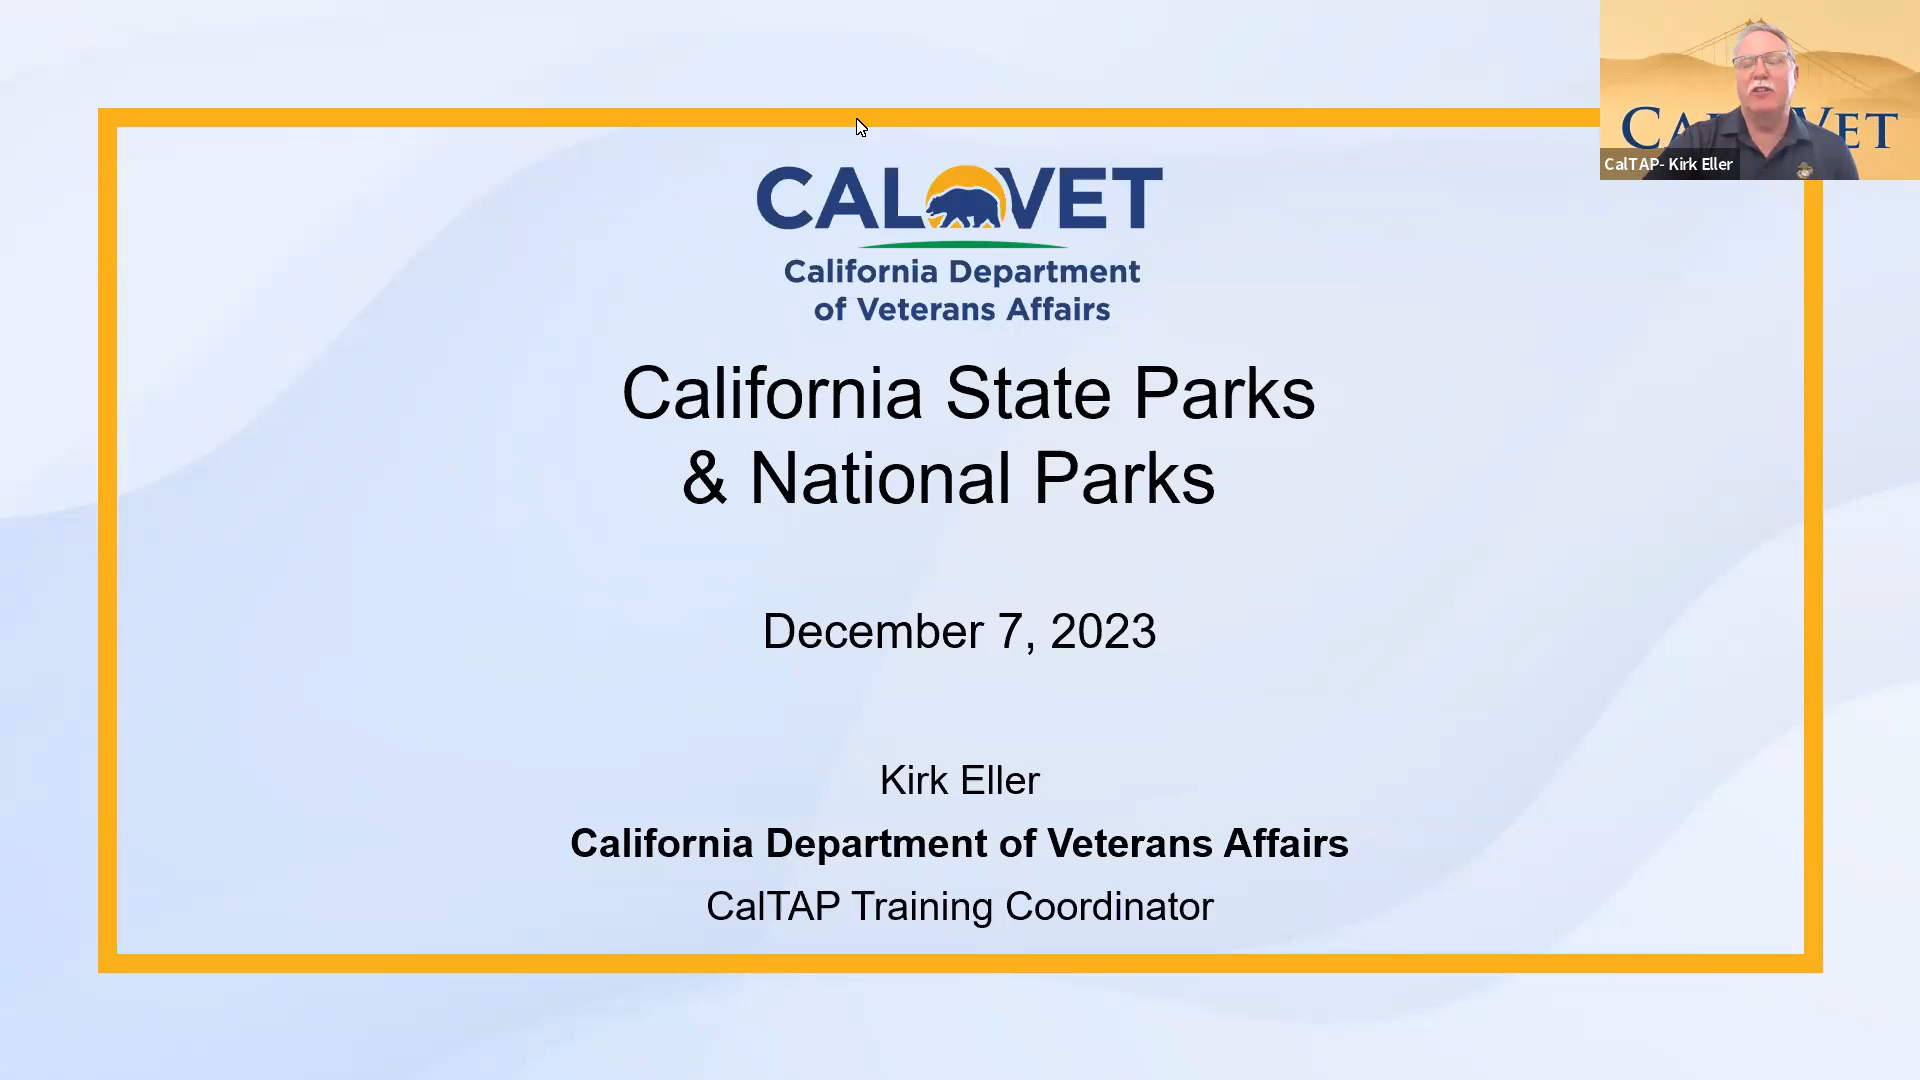 CALVET
California Department
of Veterans Affairs
California State Parks
& National Parks
December 7, 2023
Kirk Eller
California Department of Veterans Affairs
CalTAP Training Coordinator
CalTAP- Kirk Eller